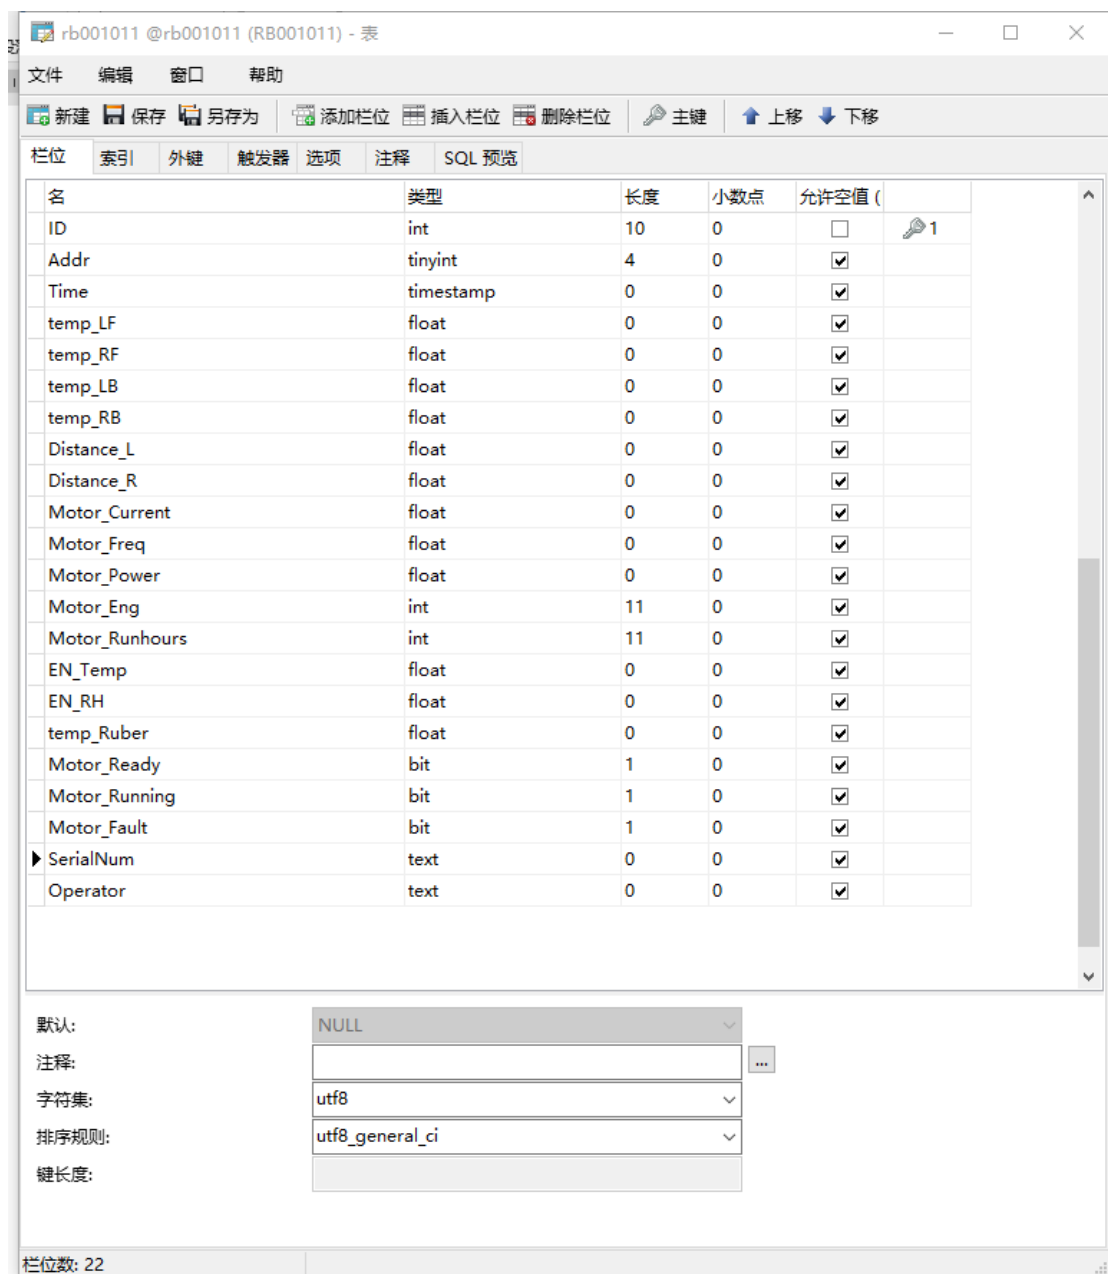 rb001011 @rb001011 (RB001011) - 表
文件 编辑 窗口 帮助
新建 保存 另存为 添加栏位 插入栏位 删除栏位 主键 上移 下移
栏位 索引 外键 触发器 选项 注释 SQL 预览
名 类型 长度 小数点 允许空值 (
ID int 10 0 1
Addr tinyint 4 0
Time timestamp 0 0
temp_LF float 0 0
temp_RF float 0 0
temp_LB float 0 0
temp_RB float 0 0
Distance_L float 0 0
Distance_R float 0 0
Motor_Current float 0 0
Motor_Freq float 0 0
Motor_Power float 0 0
Motor_Eng int 11 0
Motor_Runhours int 11 0
EN_Temp float 0 0
EN_RH float 0 0
temp_Ruber float 0 0
Motor_Ready bit 1 0
Motor_Running bit 1 0
Motor_Fault bit 1 0
SerialNum text 0 0
Operator text 0 0
默认: NULL
注释: ...
字符集: utf8
排序规则: utf8_general_ci
键长度:
栏位数: 22